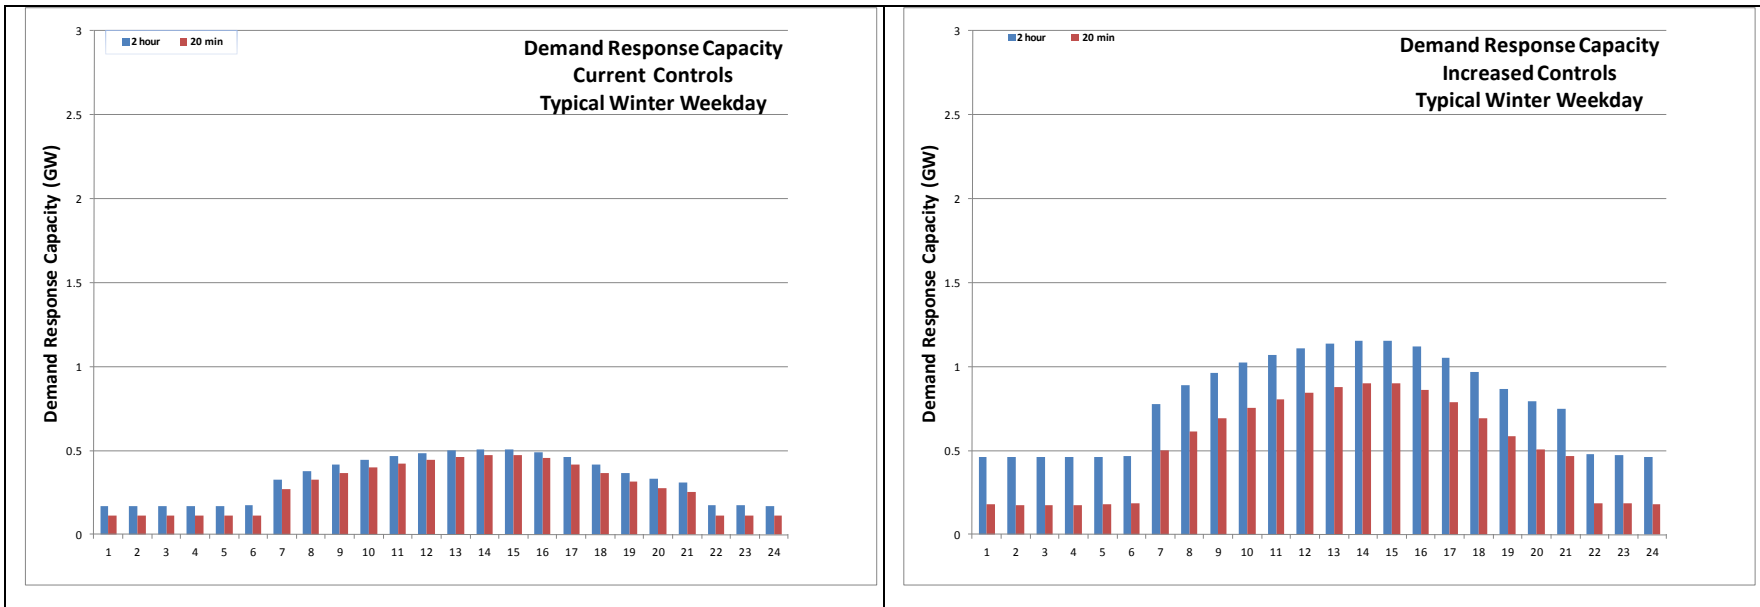 2 hour 20 min
Demand Response Capacity
Current Controls
Typical Winter Weekday
Demand Response Capacity (GW)
3
2.5
2
1.5
1
0.5
0
1 2 3 4 5 6 7 8 9 10 11 12 13 14 15 16 17 18 19 20 21 22 23 24
2 hour 20 min
Demand Response Capacity
Increased Controls
Typical Winter Weekday
Demand Response Capacity (GW)
3
2.5
2
1.5
1
0.5
0
1 2 3 4 5 6 7 8 9 10 11 12 13 14 15 16 17 18 19 20 21 22 23 24